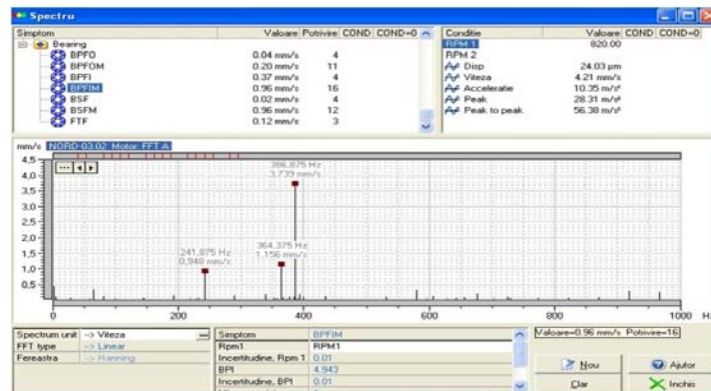 Spectru
Simptom Valoare Potrivire COND COND=0
Bearing
BPFO 0.04 mm/s 4
BPFOM 0.20 mm/s 11
BPFI 0.37 mm/s 4
BPFIM 0.96 mm/s 16
BSF 0.02 mm/s 4
BSFM 0.96 mm/s 12
FTF 0.12 mm/s 3
Conditie Valoare COND COND=0
RPM 1 820.00
RPM 2
Disp 24.03 µm
Viteza 4.21 mm/s
Acceleratie 10.35 m/s²
Peak 28.31 m/s²
Peak to peak 56.38 m/s²
mm/s NORD-03.02 Motor FFT A
4,5
4,0
3,5
3,0
2,5
2,0
1,5
1,0
0,5
386,875 Hz
3,739 mm/s
241,875 Hz
0,948 mm/s
364,375 Hz
1,156 mm/s
0 200 400 600 800 1000
Spectrum unit -> Viteza
FFT type -> Linear
Fereastra -> Hanning
Simptom BPFIM
Rpm1 RPM1
Incertitudine, Rpm 1 0.01
BPI 4.943
Incertitudine, BPI 0.01
Valoare=0.96 mm/s Potrivire=16
Nou Ajutor
Clar Inchis